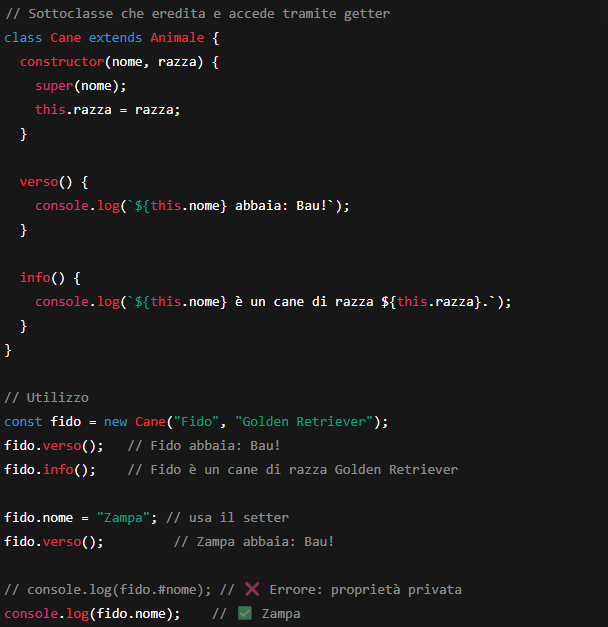 // Sottoclasse che eredita e accede tramite getter
class Cane extends Animale {
  constructor(nome, razza) {
    super(nome);
    this.razza = razza;
  }

  verso() {
    console.log(`${this.nome} abbaia: Bau!`);
  }

  info() {
    console.log(`${this.nome} è un cane di razza ${this.razza}.`);
  }
}

// Utilizzo
const fido = new Cane("Fido", "Golden Retriever");
fido.verso();   // Fido abbaia: Bau!
fido.info();    // Fido è un cane di razza Golden Retriever

fido.nome = "Zampa"; // usa il setter
fido.verso();         // Zampa abbaia: Bau!

// console.log(fido.#nome); // ❌ Errore: proprietà privata
console.log(fido.nome);    // ✅ Zampa